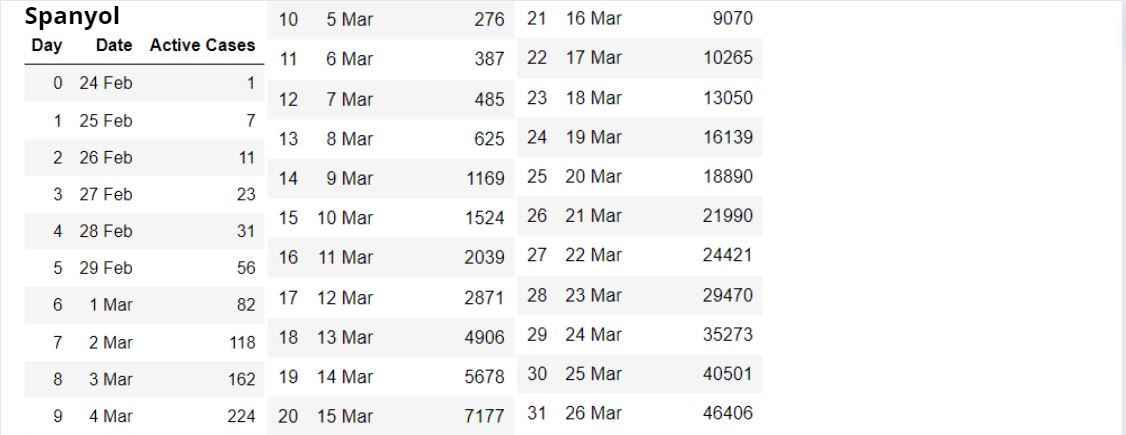 Spanyol
Day Date Active Cases
0 24 Feb 1
1 25 Feb 7
2 26 Feb 11
3 27 Feb 23
4 28 Feb 31
5 29 Feb 56
6 1 Mar 82
7 2 Mar 118
8 3 Mar 162
9 4 Mar 224
10 5 Mar 276
11 6 Mar 387
12 7 Mar 485
13 8 Mar 625
14 9 Mar 1169
15 10 Mar 1524
16 11 Mar 2039
17 12 Mar 2871
18 13 Mar 4906
19 14 Mar 5678
20 15 Mar 7177
21 16 Mar 9070
22 17 Mar 10265
23 18 Mar 13050
24 19 Mar 16139
25 20 Mar 18890
26 21 Mar 21990
27 22 Mar 24421
28 23 Mar 29470
29 24 Mar 35273
30 25 Mar 40501
31 26 Mar 46406